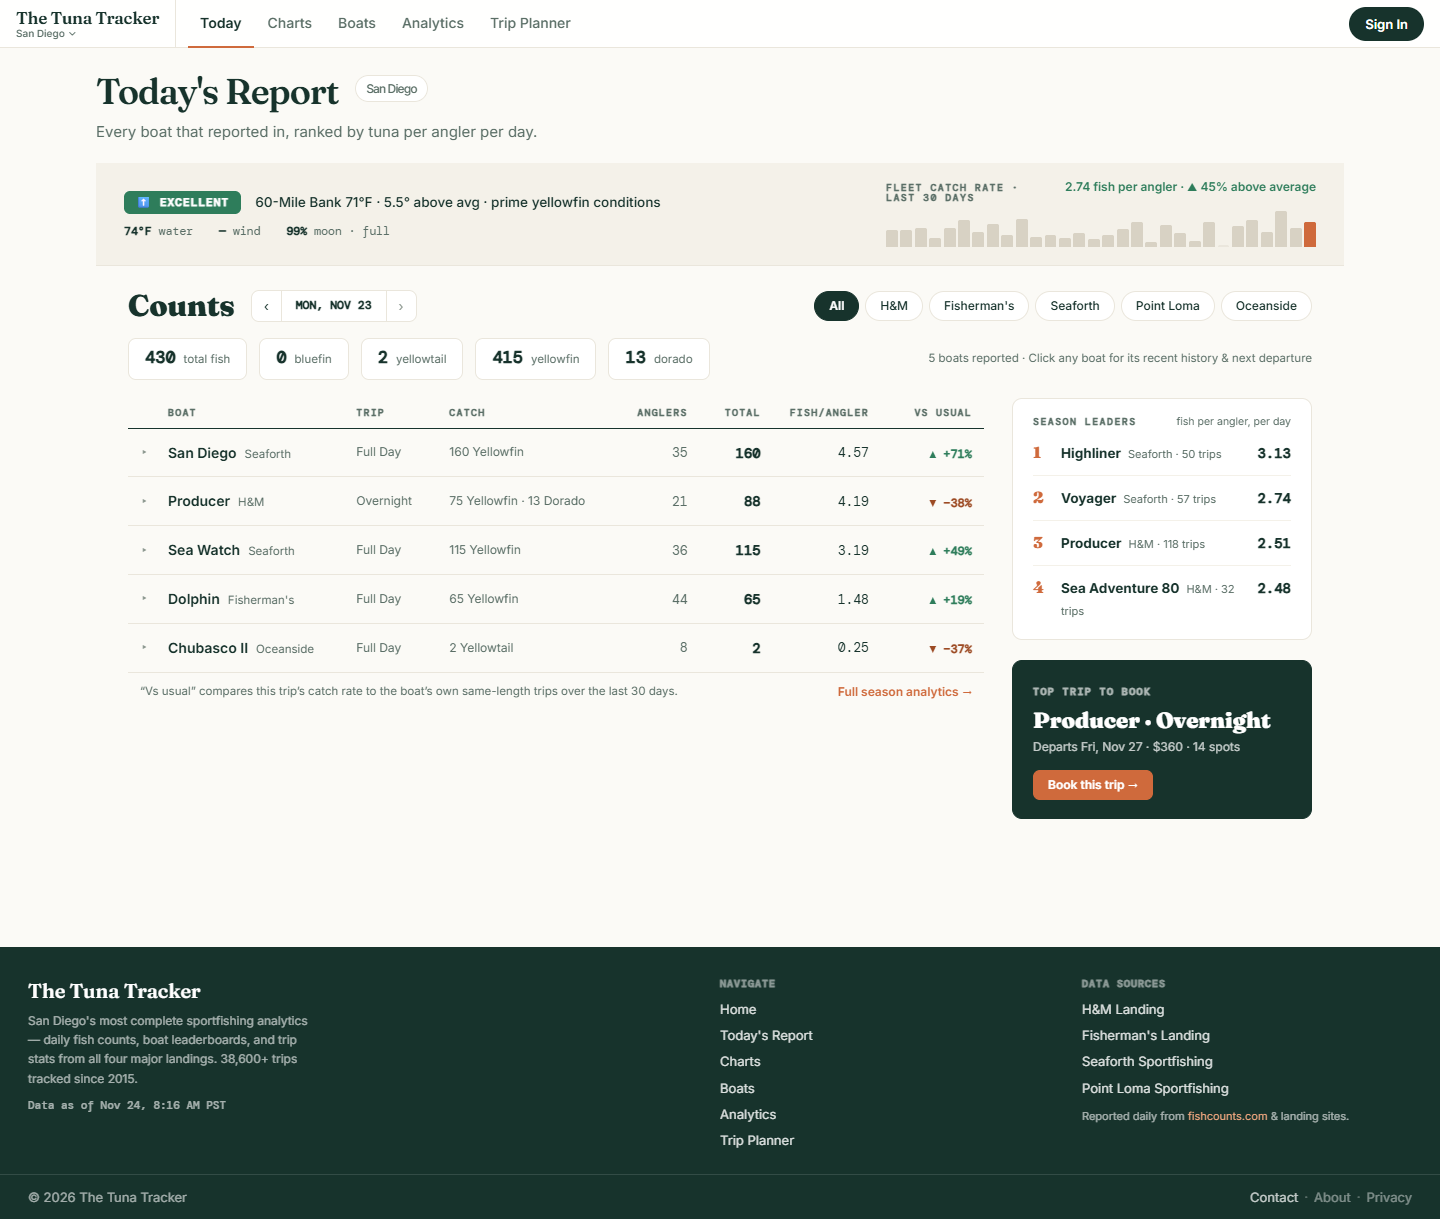 The Tuna Tracker
San Diego
Today Charts Boats Analytics Trip Planner
Sign In
Today's Report San Diego
Every boat that reported in, ranked by tuna per angler per day.
EXCELLENT 60-Mile Bank 71°F · 5.5° above avg · prime yellowfin conditions
74°F water — wind 99% moon · full
FLEET CATCH RATE · LAST 30 DAYS
2.74 fish per angler · ▲ 45% above average
Counts ‹ MON, NOV 23 ›
All H&M Fisherman's Seaforth Point Loma Oceanside
430 total fish 0 bluefin 2 yellowtail 415 yellowfin 13 dorado
5 boats reported · Click any boat for its recent history & next departure
BOAT TRIP CATCH ANGLERS TOTAL FISH/ANGLER VS USUAL
▸ San Diego Seaforth Full Day 160 Yellowfin 35 160 4.57 ▲ +71%
▸ Producer H&M Overnight 75 Yellowfin · 13 Dorado 21 88 4.19 ▼ −38%
▸ Sea Watch Seaforth Full Day 115 Yellowfin 36 115 3.19 ▲ +49%
▸ Dolphin Fisherman's Full Day 65 Yellowfin 44 65 1.48 ▲ +19%
▸ Chubasco II Oceanside Full Day 2 Yellowtail 8 2 0.25 ▼ −37%
“Vs usual” compares this trip’s catch rate to the boat’s own same-length trips over the last 30 days.
Full season analytics →
SEASON LEADERS fish per angler, per day
1 Highliner Seaforth · 50 trips 3.13
2 Voyager Seaforth · 57 trips 2.74
3 Producer H&M · 118 trips 2.51
4 Sea Adventure 80 H&M · 32 trips 2.48
TOP TRIP TO BOOK
Producer · Overnight
Departs Fri, Nov 27 · $360 · 14 spots
Book this trip →
The Tuna Tracker
San Diego's most complete sportfishing analytics
— daily fish counts, boat leaderboards, and trip
stats from all four major landings. 38,600+ trips
tracked since 2015.
Data as of Nov 24, 8:16 AM PST
NAVIGATE
Home
Today's Report
Charts
Boats
Analytics
Trip Planner
DATA SOURCES
H&M Landing
Fisherman's Landing
Seaforth Sportfishing
Point Loma Sportfishing
Reported daily from fishcounts.com & landing sites.
© 2026 The Tuna Tracker
Contact · About · Privacy